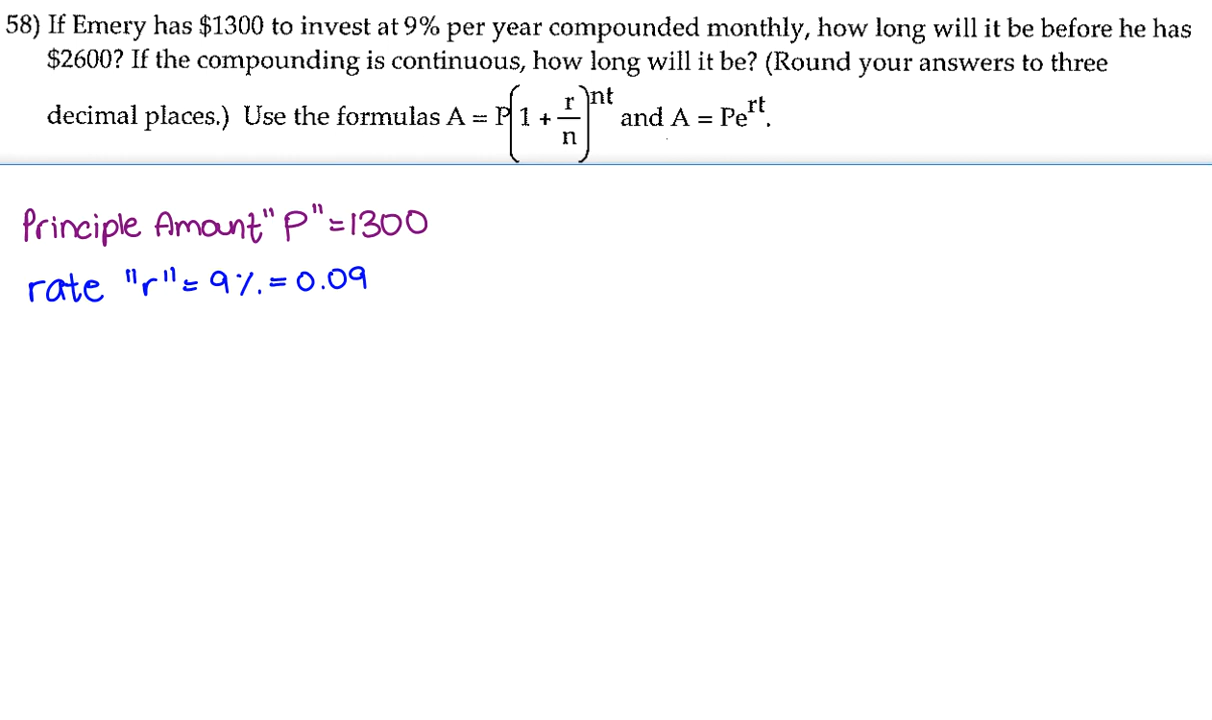 58) If Emery has $1300 to invest at 9% per year compounded monthly, how long will it be before he has
$2600? If the compounding is continuous, how long will it be? (Round your answers to three
decimal places.) Use the formulas A = P(1 + r/n)^nt and A = Pe^rt.
Principle Amount "P" = 1300
rate "r" = 9% = 0.09